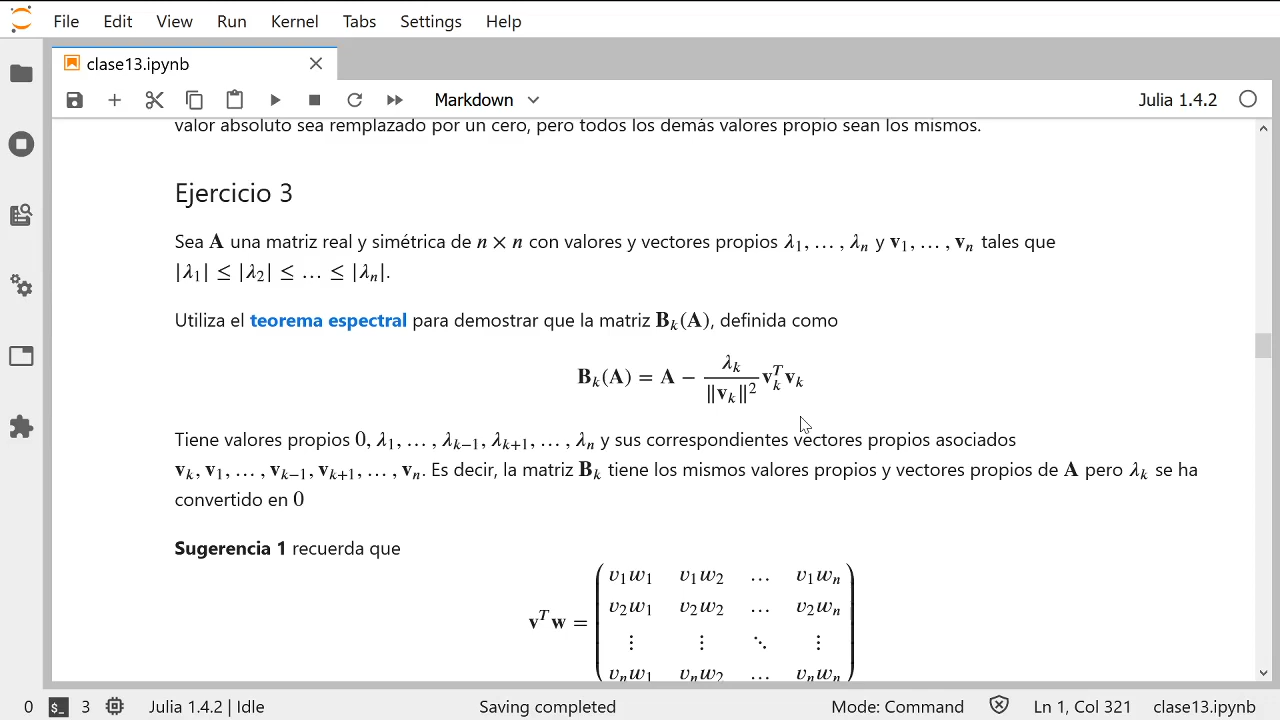 File Edit View Run Kernel Tabs Settings Help
clase13.ipynb
Markdown
Julia 1.4.2
valor absoluto sea remplazado por un cero, pero todos los demás valores propio sean los mismos.
Ejercicio 3
Sea A una matriz real y simétrica de n × n con valores y vectores propios λ₁, … , λₙ y v₁, … , vₙ tales que
|λ₁| ≤ |λ₂| ≤ … ≤ |λₙ|.
Utiliza el teorema espectral para demostrar que la matriz Bₖ(A), definida como
Bₖ(A) = A − λₖ / ‖vₖ‖² vₖᵀvₖ
Tiene valores propios 0, λ₁, … , λₖ₋₁, λₖ₊₁, … , λₙ y sus correspondientes vectores propios asociados
vₖ, v₁, … , vₖ₋₁, vₖ₊₁, … , vₙ. Es decir, la matriz Bₖ tiene los mismos valores propios y vectores propios de A pero λₖ se ha
convertido en 0
Sugerencia 1 recuerda que
v₁w₁ v₁w₂ … v₁wₙ
v₂w₁ v₂w₂ … v₂wₙ
vᵀw =
⋮ ⋮ ⋱ ⋮
vₙw₁ vₙw₂ … vₙwₙ
0 $_ 3 Julia 1.4.2 | Idle Saving completed Mode: Command Ln 1, Col 321 clase13.ipynb